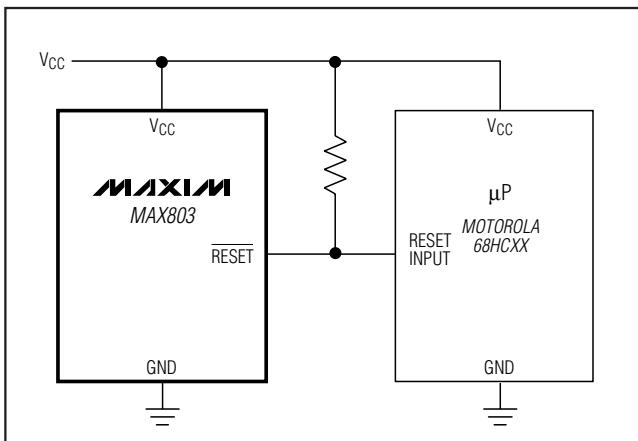 VCC
VCC
MAXIM
MAX803
RESET
GND
VCC
µP
MOTOROLA
68HCXX
RESET
INPUT
GND